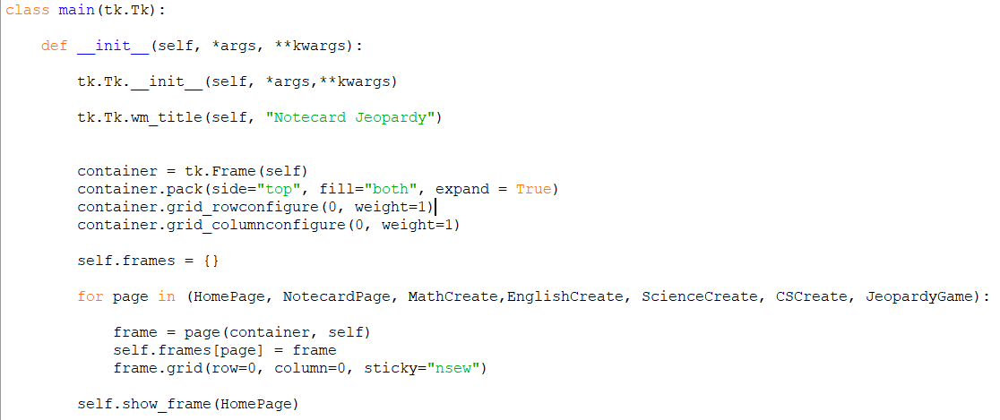 class main(tk.Tk):
def __init__(self, *args, **kwargs):
tk.Tk.__init__(self, *args,**kwargs)
tk.Tk.wm_title(self, "Notecard Jeopardy")
container = tk.Frame(self)
container.pack(side="top", fill="both", expand = True)
container.grid_rowconfigure(0, weight=1)
container.grid_columnconfigure(0, weight=1)
self.frames = {}
for page in (HomePage, NotecardPage, MathCreate,EnglishCreate, ScienceCreate, CSCreate, JeopardyGame):
frame = page(container, self)
self.frames[page] = frame
frame.grid(row=0, column=0, sticky="nsew")
self.show_frame(HomePage)